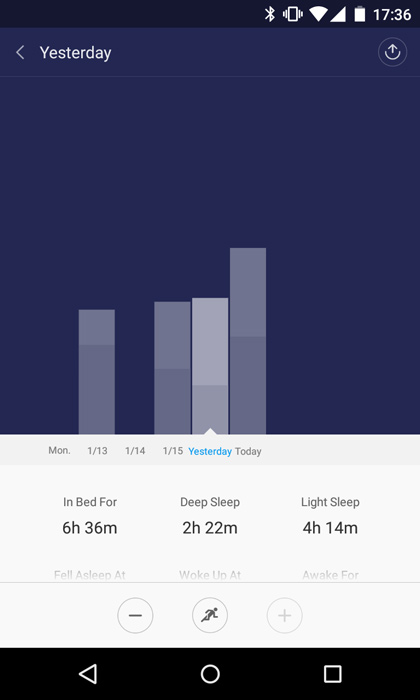 17:36
Yesterday
Mon. 1/13 1/14 1/15 Yesterday Today
In Bed For Deep Sleep Light Sleep
6h 36m 2h 22m 4h 14m
Fell Asleep At Woke Up At Awake For